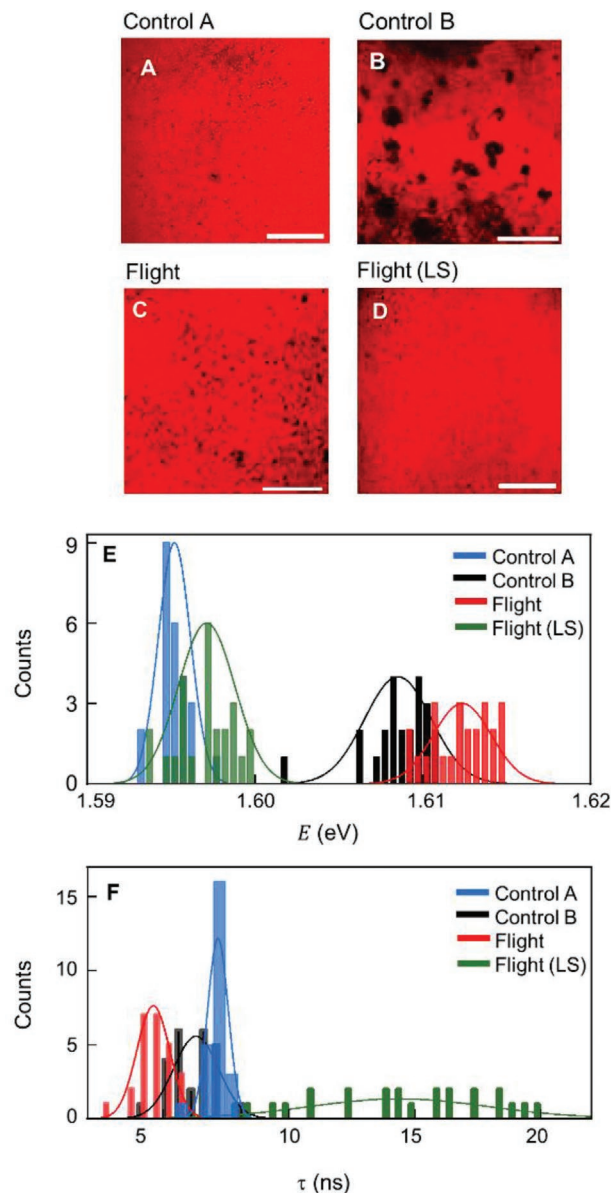 Control A
Control B
A
B
Flight
Flight (LS)
C
D
E
Control A
Control B
Flight
Flight (LS)
9
6
3
0
Counts
1.59
1.60
1.61
1.62
E (eV)
F
Control A
Control B
Flight
Flight (LS)
15
10
5
0
Counts
5
10
15
20
τ (ns)